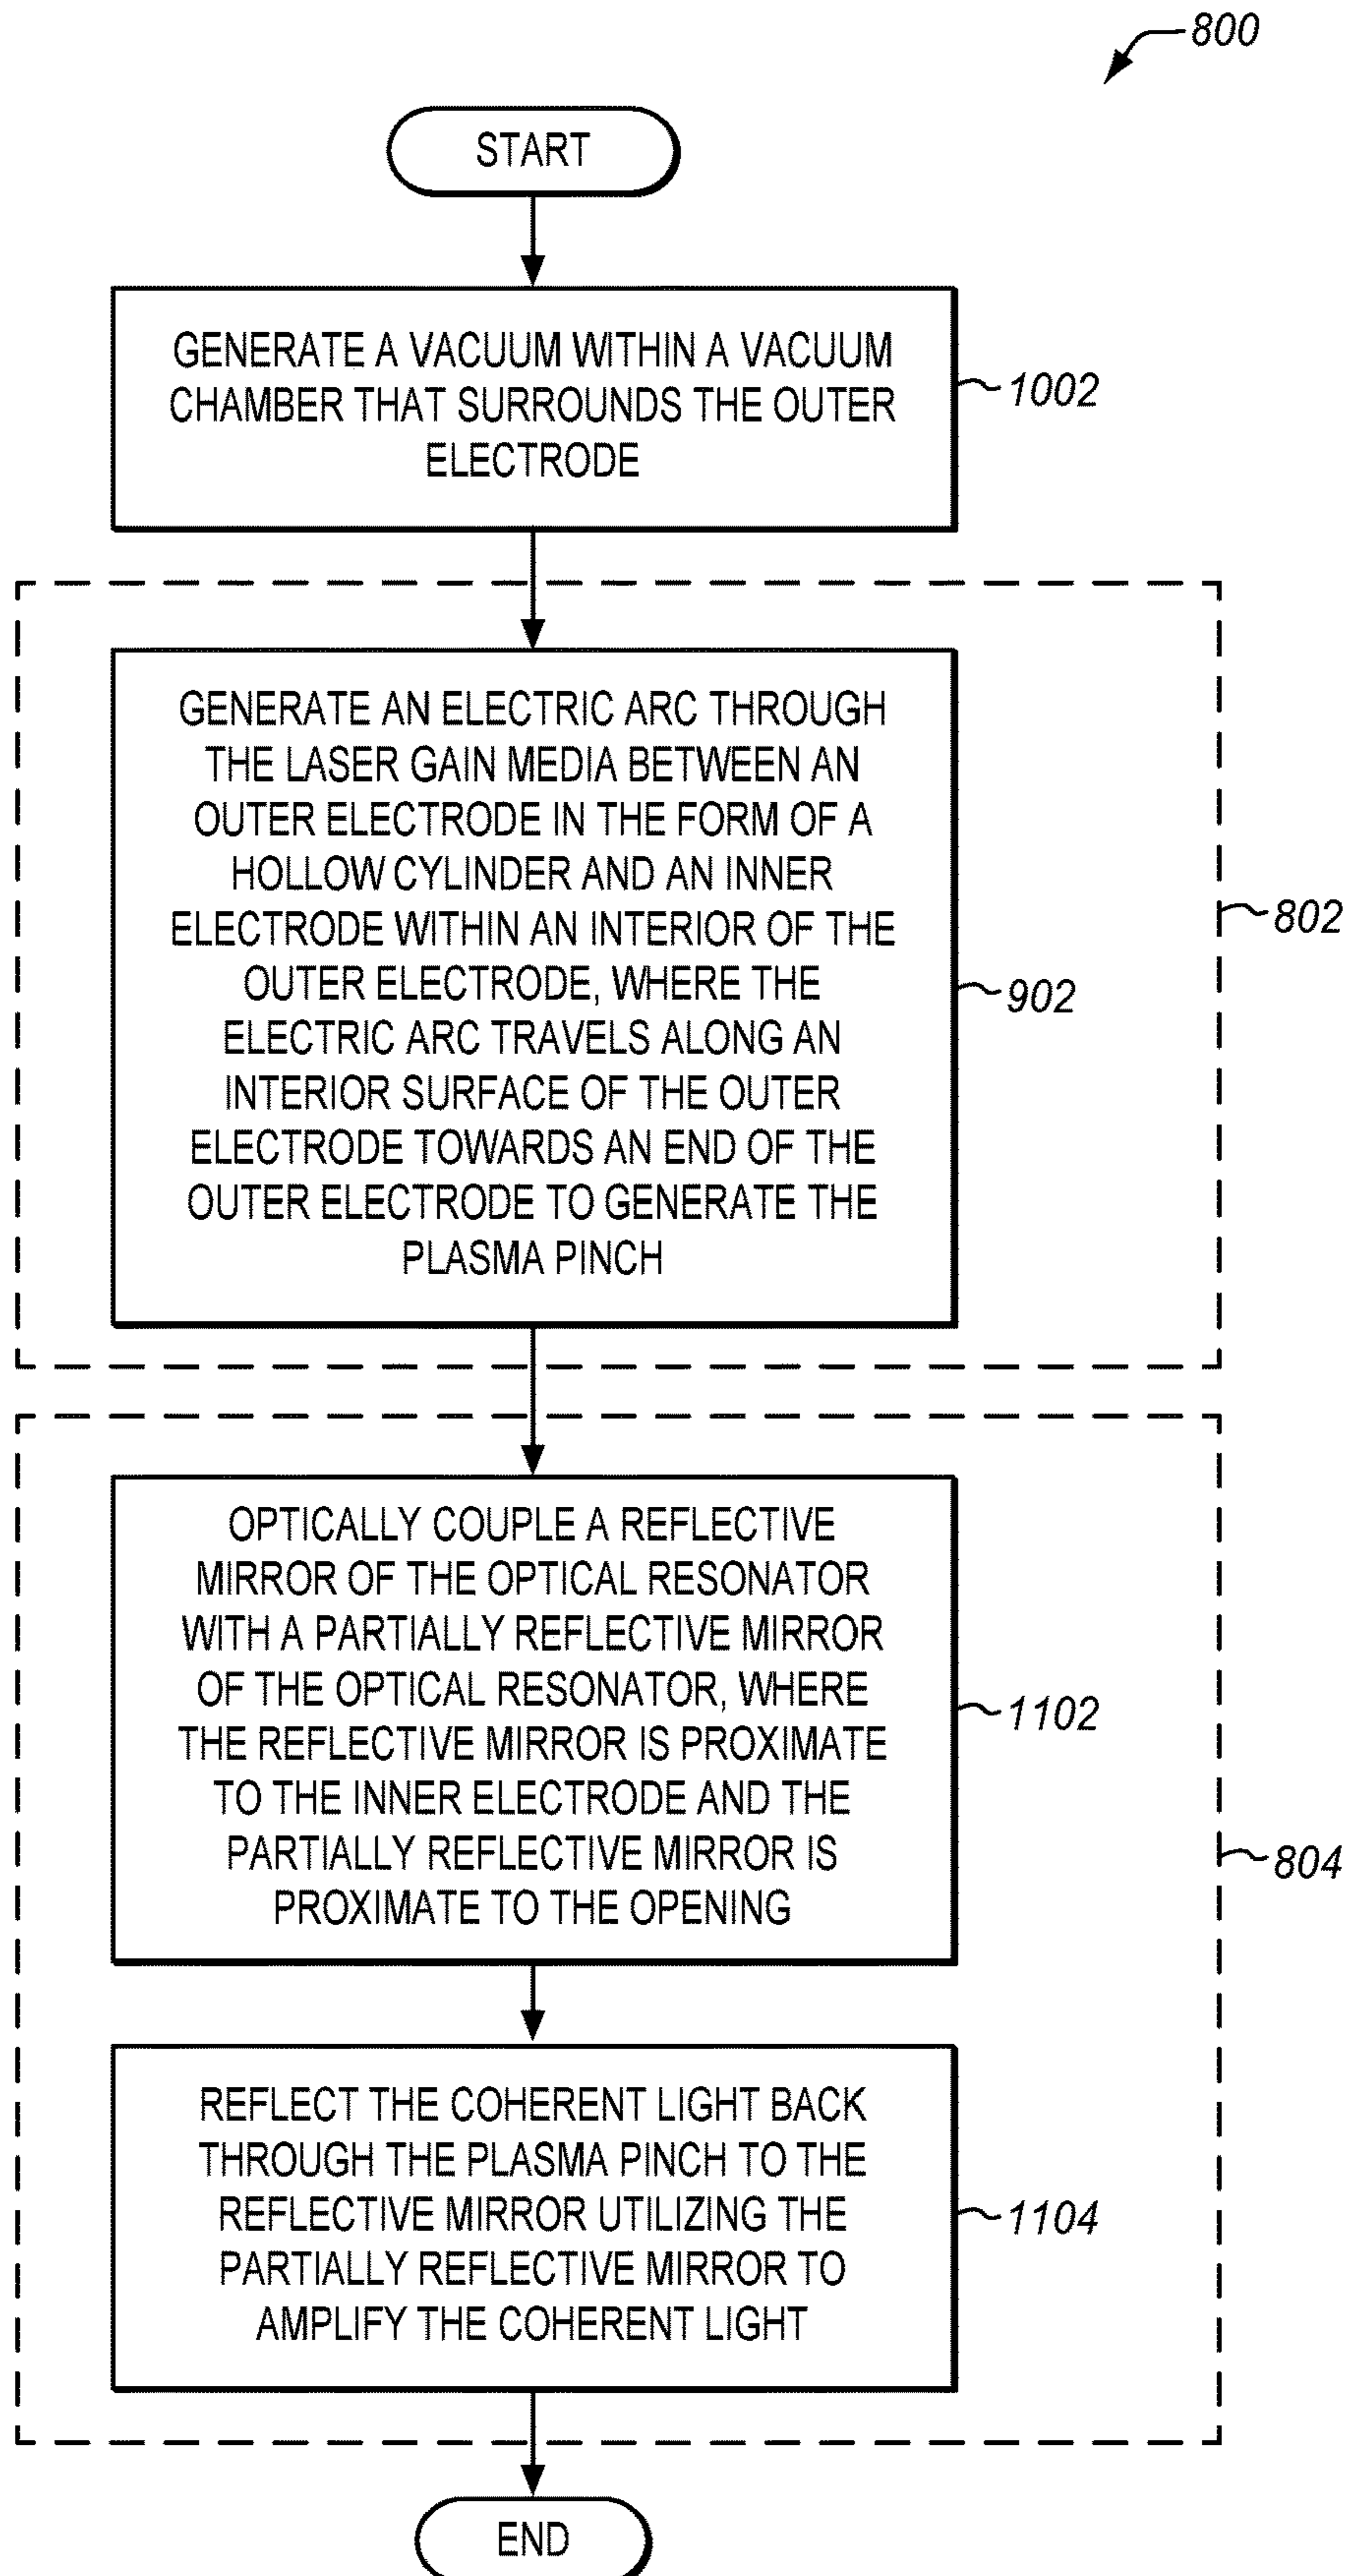 800
START
GENERATE A VACUUM WITHIN A VACUUM
CHAMBER THAT SURROUNDS THE OUTER
ELECTRODE
1002
GENERATE AN ELECTRIC ARC THROUGH
THE LASER GAIN MEDIA BETWEEN AN
OUTER ELECTRODE IN THE FORM OF A
HOLLOW CYLINDER AND AN INNER
ELECTRODE WITHIN AN INTERIOR OF THE
OUTER ELECTRODE, WHERE THE
ELECTRIC ARC TRAVELS ALONG AN
INTERIOR SURFACE OF THE OUTER
ELECTRODE TOWARDS AN END OF THE
OUTER ELECTRODE TO GENERATE THE
PLASMA PINCH
902
802
OPTICALLY COUPLE A REFLECTIVE
MIRROR OF THE OPTICAL RESONATOR
WITH A PARTIALLY REFLECTIVE MIRROR
OF THE OPTICAL RESONATOR, WHERE
THE REFLECTIVE MIRROR IS PROXIMATE
TO THE INNER ELECTRODE AND THE
PARTIALLY REFLECTIVE MIRROR IS
PROXIMATE TO THE OPENING
1102
804
REFLECT THE COHERENT LIGHT BACK
THROUGH THE PLASMA PINCH TO THE
REFLECTIVE MIRROR UTILIZING THE
PARTIALLY REFLECTIVE MIRROR TO
AMPLIFY THE COHERENT LIGHT
1104
END